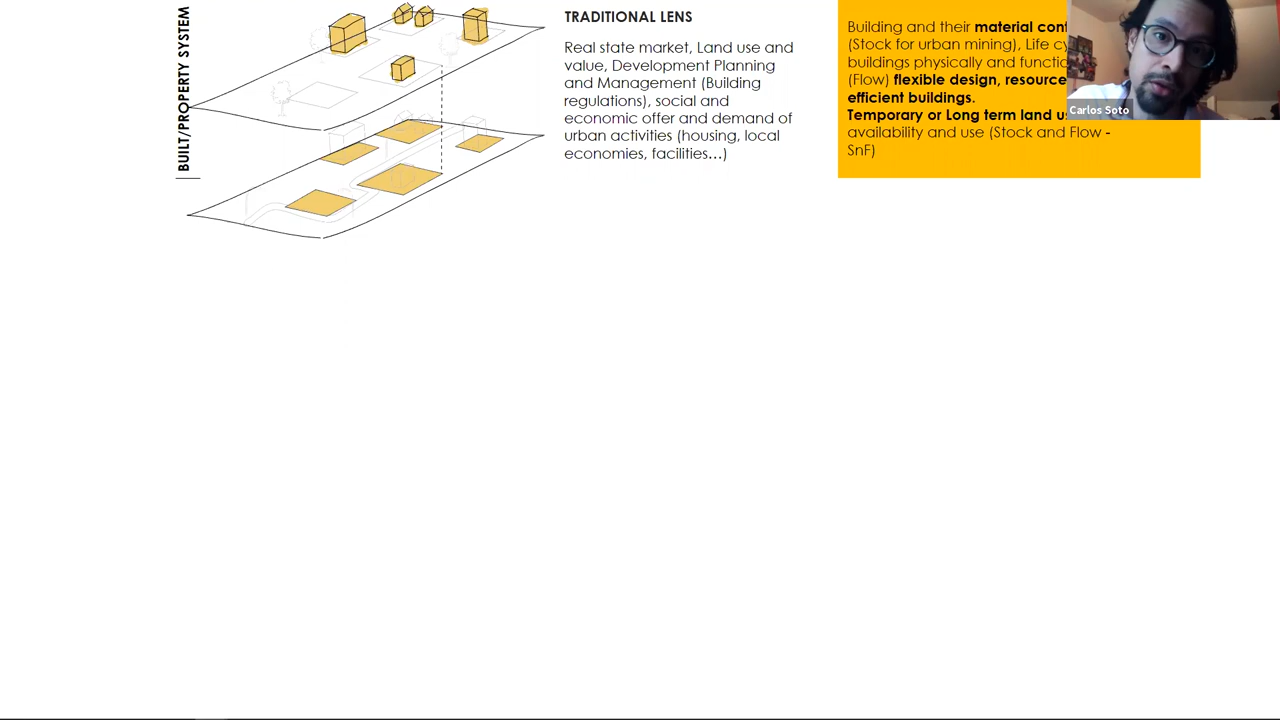 BUILT/PROPERTY SYSTEM
TRADITIONAL LENS
Real state market, Land use and
value, Development Planning
and Management (Building
regulations), social and
economic offer and demand of
urban activities (housing, local
economies, facilities…)
Building and their material
(Stock for urban mining), Life
buildings physically and
(Flow) flexible design, resource
efficient buildings.
Temporary or Long term land
availability and use (Stock and Flow -
SnF)
Carlos Soto